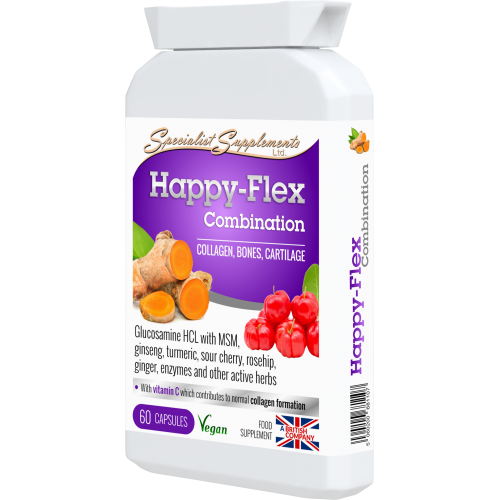 Specialist Supplements
Ltd.
Happy-Flex
Combination
COLLAGEN, BONES, CARTILAGE
Glucosamine HCL with MSM,
ginseng, turmeric, sour cherry, rosehip,
ginger, enzymes and other active herbs
• With vitamin C which contributes to normal collagen formation
60 CAPSULES
Vegan
FOOD
SUPPLEMENT
A BRITISH
COMPANY
Happy-Flex
Combination